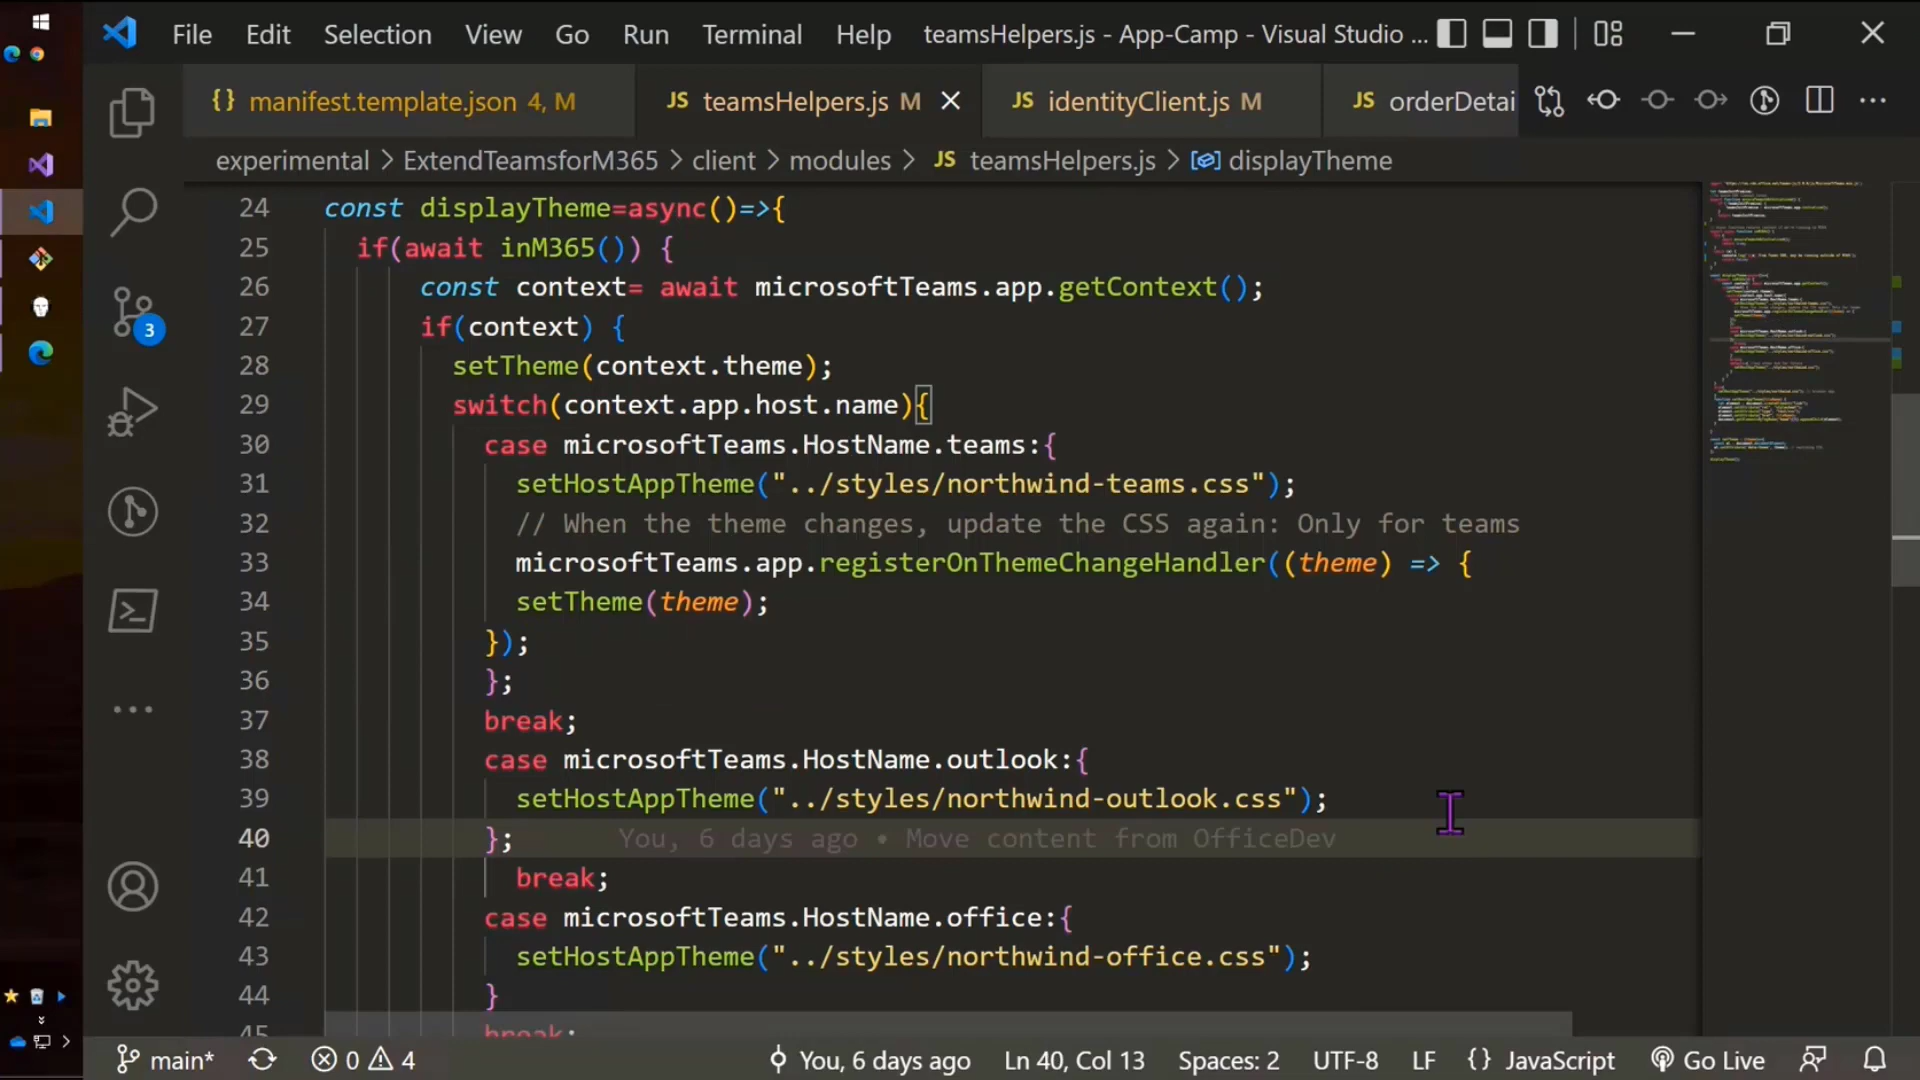 File Edit Selection View Go Run Terminal Help teamsHelpers.js - App-Camp - Visual Studio ...
{} manifest.template.json 4, M JS teamsHelpers.js M JS identityClient.js M JS orderDetai
experimental > ExtendTeamsforM365 > client > modules > JS teamsHelpers.js > displayTheme
24 const displayTheme=async()=>{
25 if(await inM365()) {
26 const context= await microsoftTeams.app.getContext();
27 if(context) {
28 setTheme(context.theme);
29 switch(context.app.host.name){
30 case microsoftTeams.HostName.teams:{
31 setHostAppTheme("../styles/northwind-teams.css");
32 // When the theme changes, update the CSS again: Only for teams
33 microsoftTeams.app.registerOnThemeChangeHandler((theme) => {
34 setTheme(theme);
35 });
36 };
37 break;
38 case microsoftTeams.HostName.outlook:{
39 setHostAppTheme("../styles/northwind-outlook.css");
40 }; You, 6 days ago • Move content from OfficeDev
41 break;
42 case microsoftTeams.HostName.office:{
43 setHostAppTheme("../styles/northwind-office.css");
44 }
45 break;
3
main* 0 4 You, 6 days ago Ln 40, Col 13 Spaces: 2 UTF-8 LF {} JavaScript Go Live